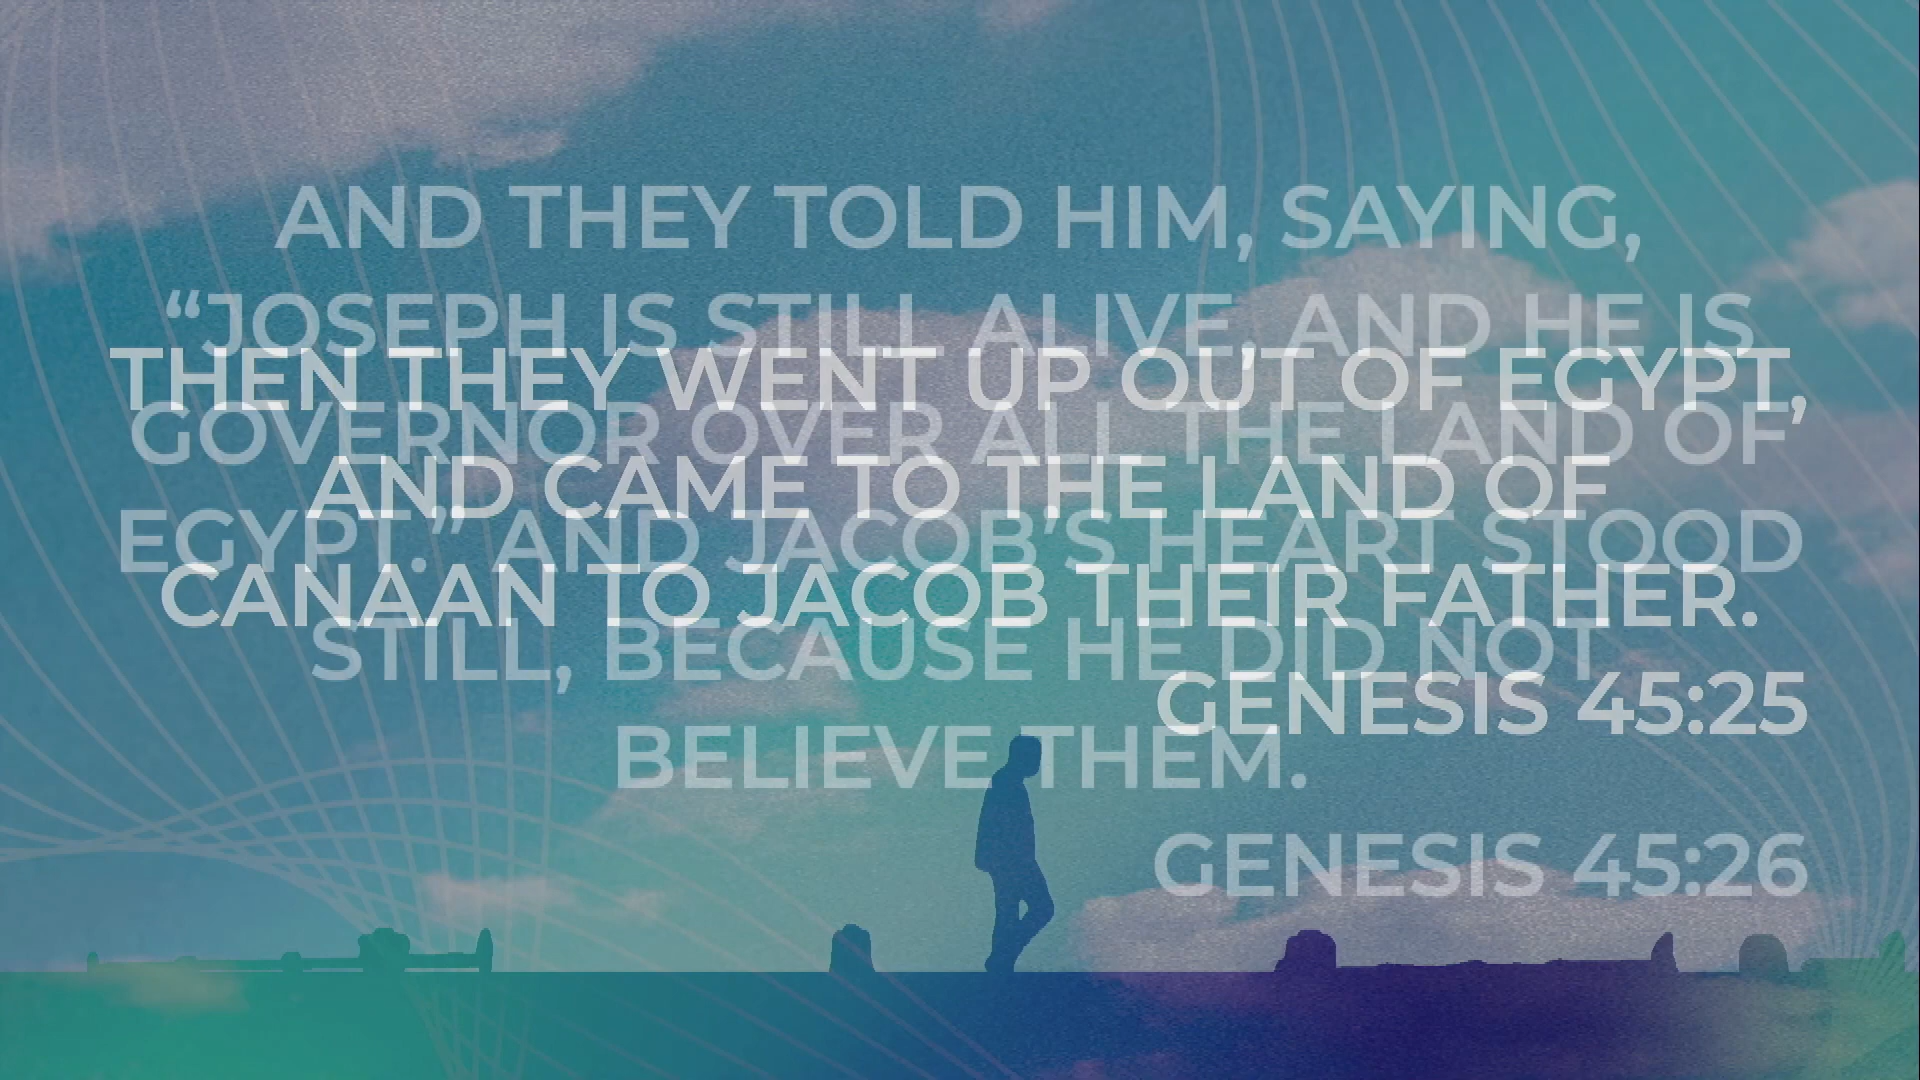 THEN THEY WENT UP OUT OF EGYPT,
AND CAME TO THE LAND OF
CANAAN TO JACOB THEIR FATHER.
GENESIS 45:25
AND THEY TOLD HIM, SAYING,
“JOSEPH IS STILL ALIVE, AND HE IS
GOVERNOR OVER ALL THE LAND OF
EGYPT.” AND JACOB’S HEART STOOD
STILL, BECAUSE HE DID NOT
BELIEVE THEM.
GENESIS 45:26